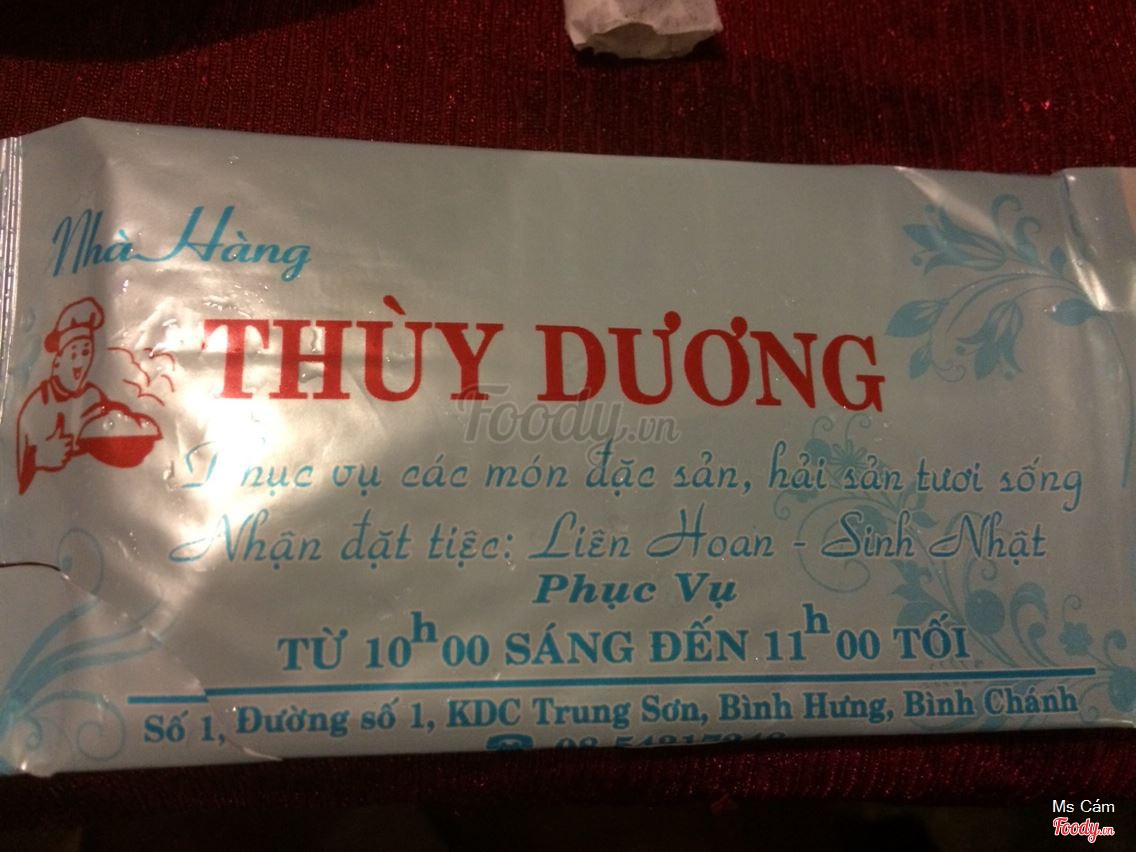 Nhà Hàng
THÙY DƯƠNG
Foody.vn
Phục vụ các món đặc sản, hải sản tươi sống
Nhận đặt tiệc: Liên Hoan - Sinh Nhật
Phục Vụ
TỪ 10h00 SÁNG ĐẾN 11h00 TỐI
Số 1, Đường số 1, KDC Trung Sơn, Bình Hưng, Bình Chánh
Ms Cám
Foody.vn